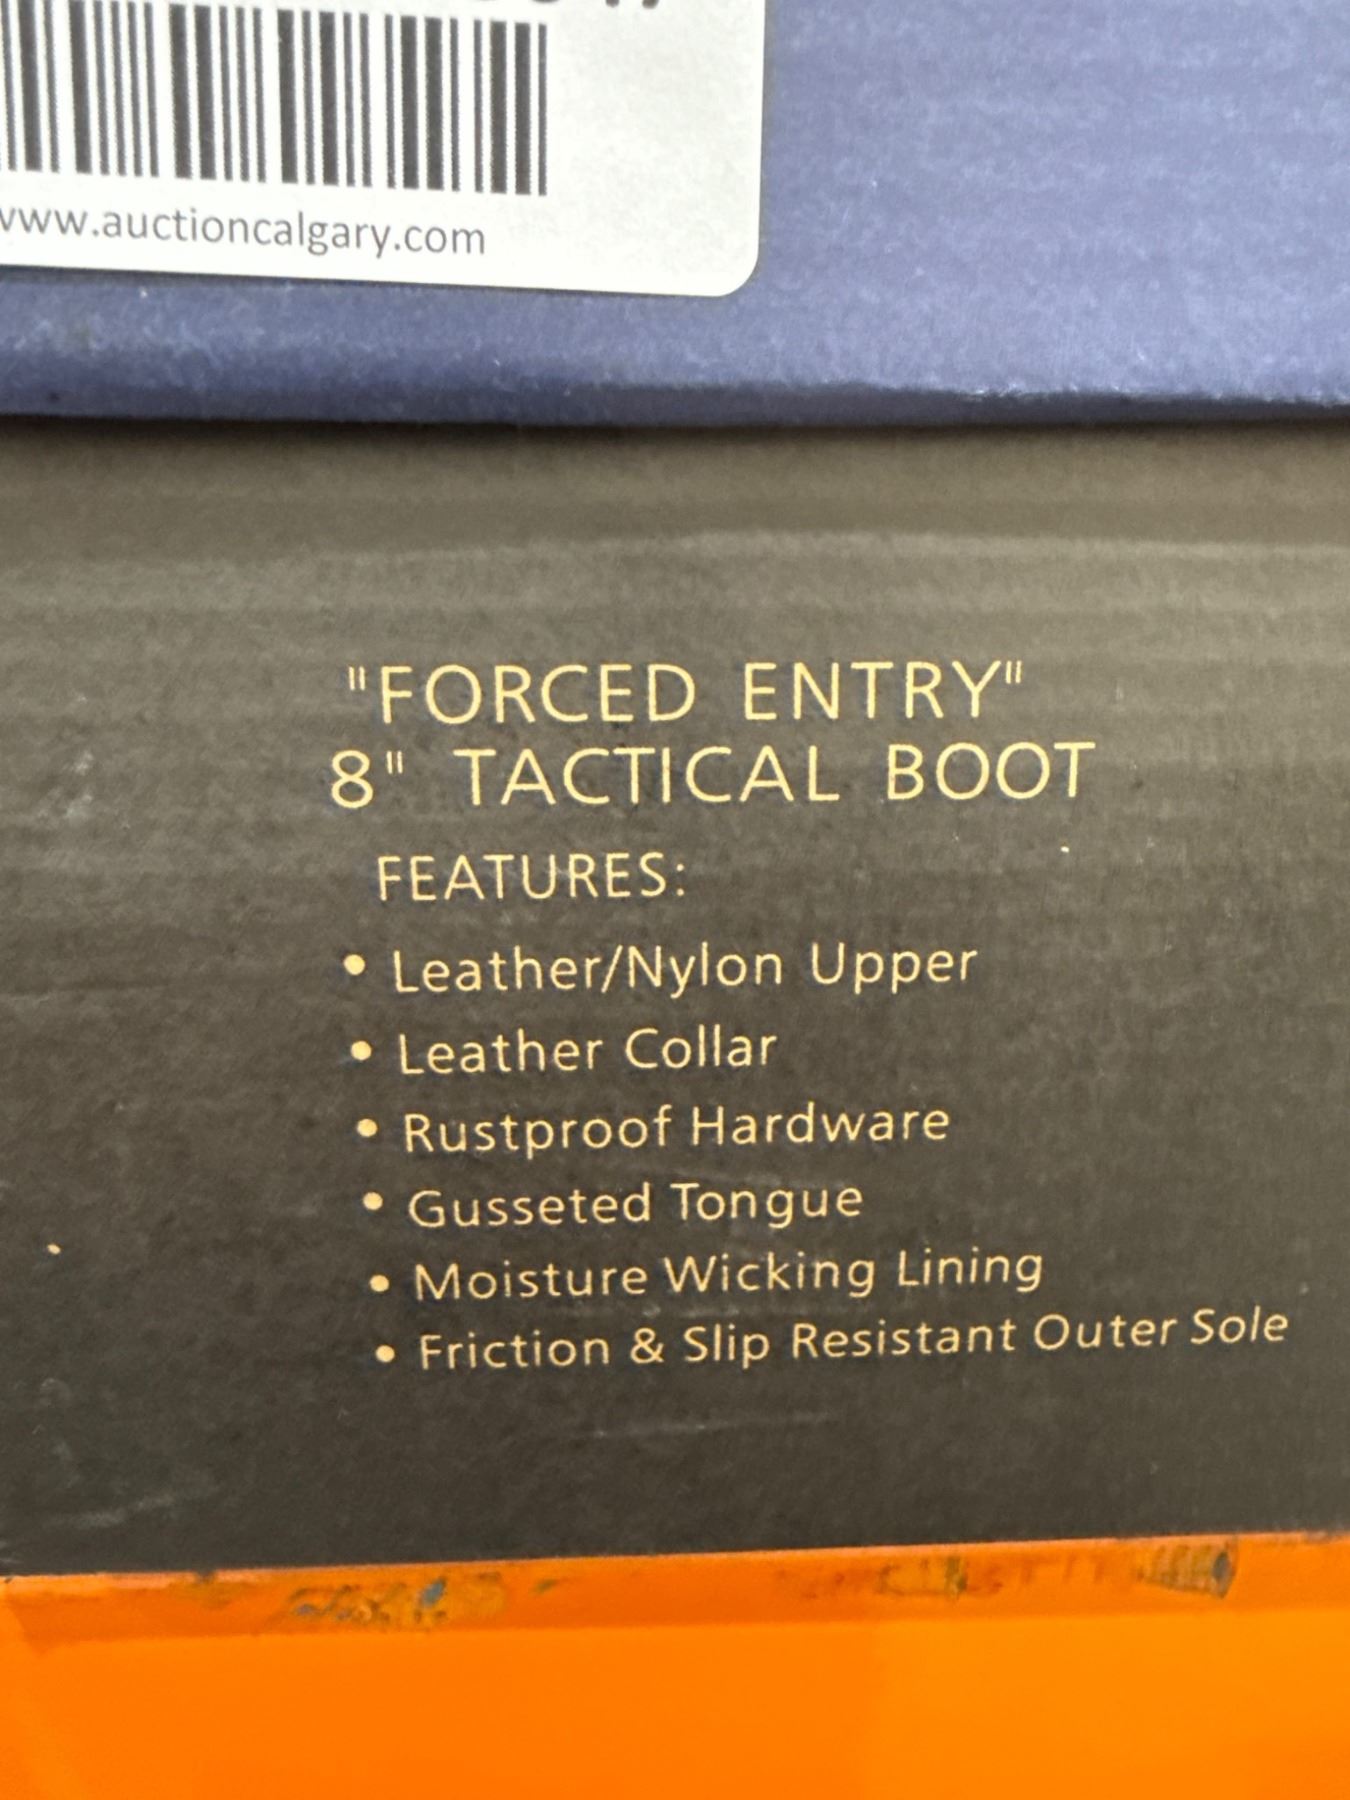 www.auctioncalgary.com
"FORCED ENTRY"
8" TACTICAL BOOT
FEATURES:
• Leather/Nylon Upper
• Leather Collar
• Rustproof Hardware
• Gusseted Tongue
• Moisture Wicking Lining
• Friction & Slip Resistant Outer Sole